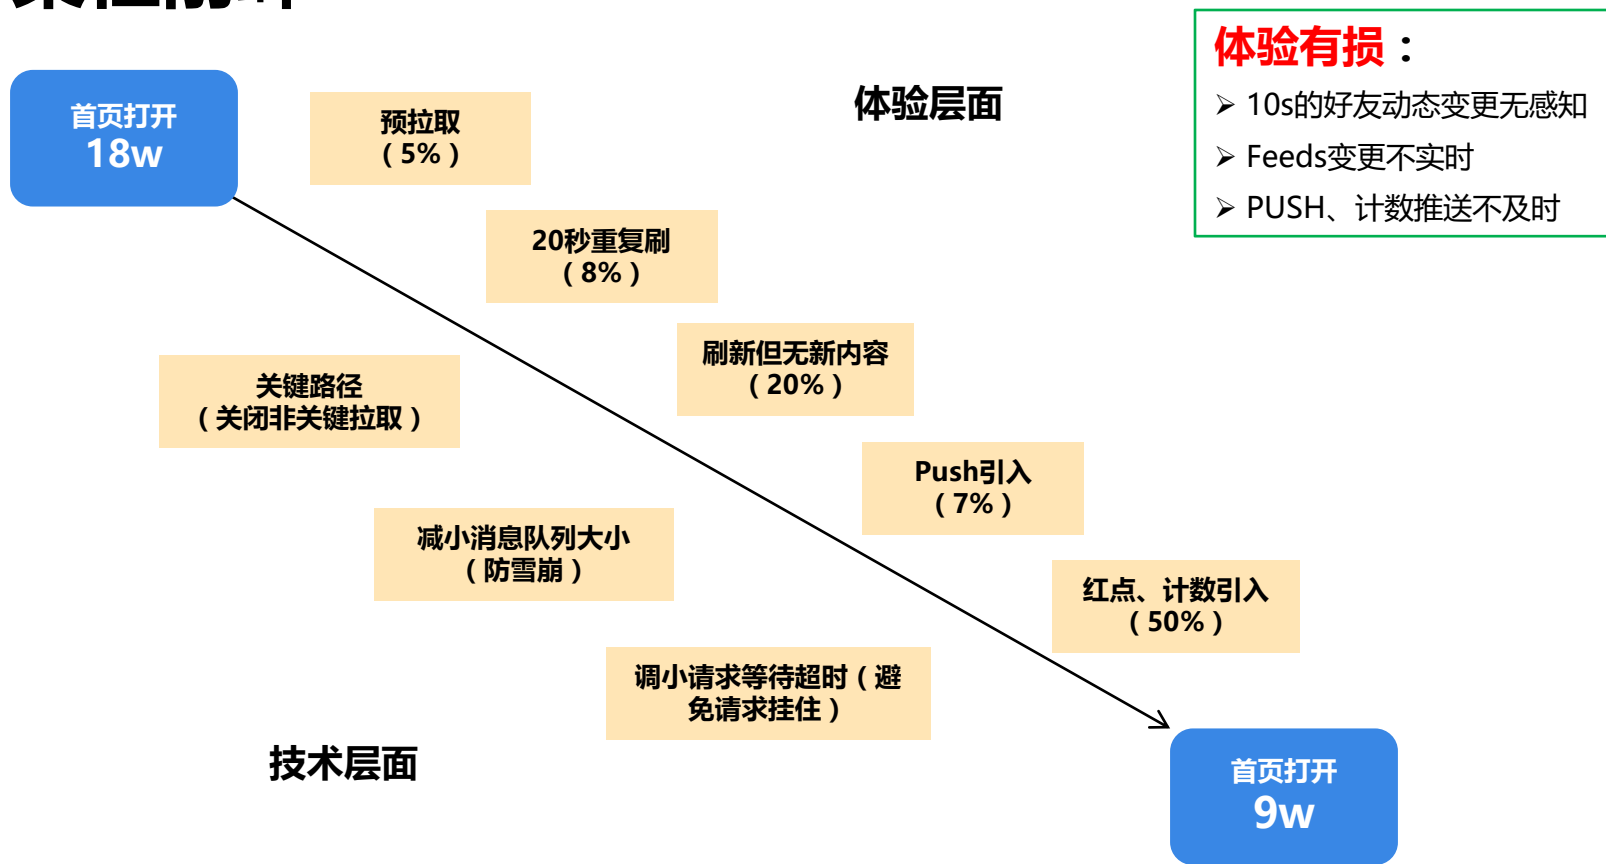 体验有损：
➢ 10s的好友动态变更无感知
➢ Feeds变更不实时
➢ PUSH、计数推送不及时
体验层面
首页打开
18w
预拉取
（5%）
20秒重复刷
（8%）
刷新但无新内容
（20%）
Push引入
（7%）
红点、计数引入
（50%）
关键路径
（关闭非关键拉取）
减小消息队列大小
（防雪崩）
调小请求等待超时（避
免请求挂住）
技术层面
首页打开
9w